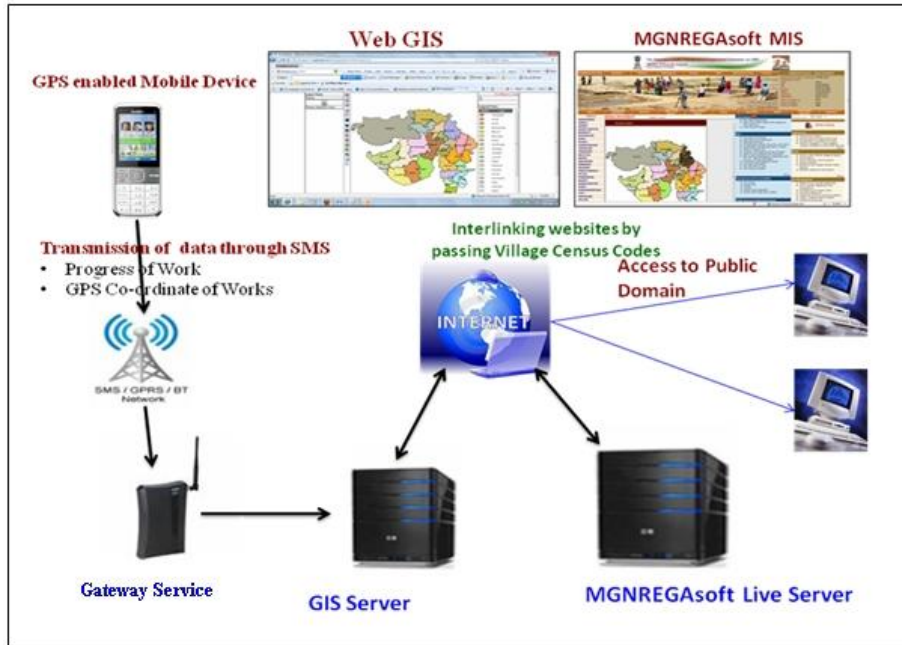 Web GIS
MGNREGAsoft MIS
GPS enabled Mobile Device
Transmission of data through SMS
• Progress of Work
• GPS Co-ordinate of Works
Interlinking websites by
passing Village Census Codes
Access to Public
Domain
INTERNET
SMS / GPRS / BT
Network
Gateway Service
GIS Server
MGNREGAsoft Live Server